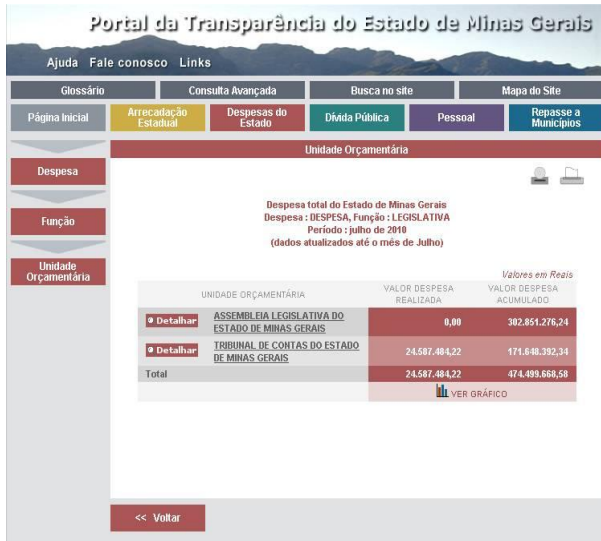 Portal da Transparência do Estado de Minas Gerais
Ajuda Fale conosco Links
Glossário Consulta Avançada Busca no site Mapa do Site
Página Inicial Arrecadação Estadual Despesas do Estado Dívida Pública Pessoal Repasse a Municípios
Unidade Orçamentária
Despesa
Função
Unidade Orçamentária
Despesa total do Estado de Minas Gerais
Despesa : DESPESA, Função : LEGISLATIVA
Período : julho de 2010
(dados atualizados até o mês de Julho)
Valores em Reais
UNIDADE ORÇAMENTÁRIA VALOR DESPESA REALIZADA VALOR DESPESA ACUMULADO
Detalhar ASSEMBLEIA LEGISLATIVA DO ESTADO DE MINAS GERAIS 0,00 302.851.276,24
Detalhar TRIBUNAL DE CONTAS DO ESTADO DE MINAS GERAIS 24.587.484,22 171.648.392,34
Total 24.587.484,22 474.499.668,58
VER GRÁFICO
<< Voltar